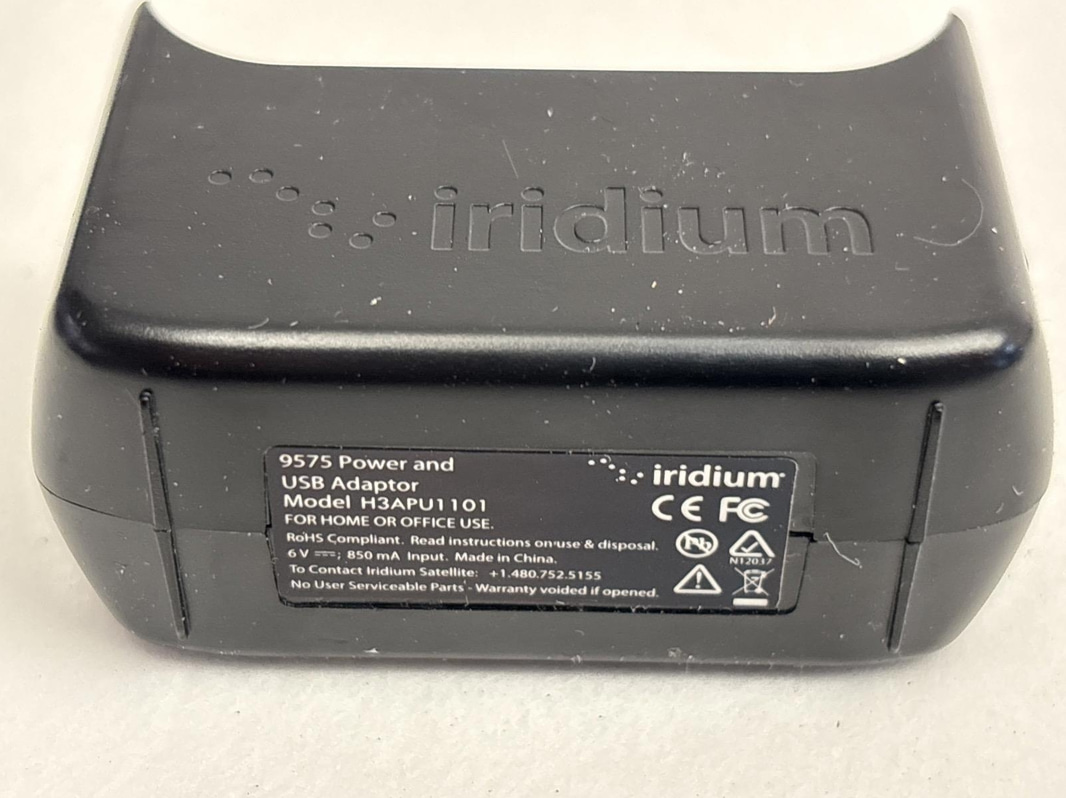 iridium
9575 Power and
USB Adaptor
Model H3APU1101
FOR HOME OR OFFICE USE.
RoHS Compliant. Read instructions on use & disposal.
6 V ⎓; 850 mA Input. Made in China.
To Contact Iridium Satellite: +1.480.752.5155
No User Serviceable Parts - Warranty voided if opened.
iridium
CE FC
Pb
N12037